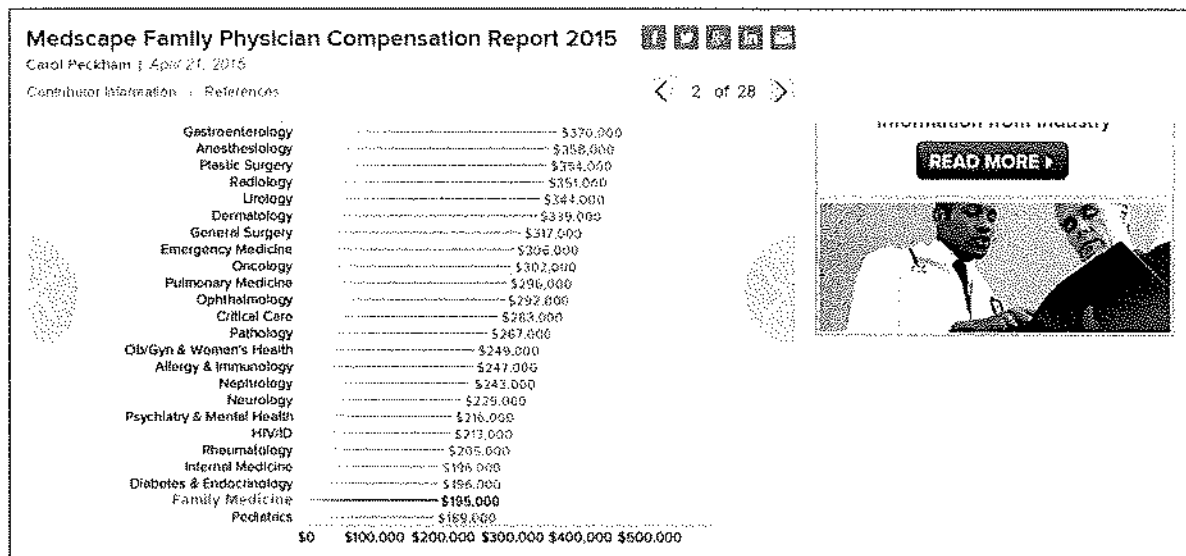 Medscape Family Physician Compensation Report 2015
Carol Peckham | April 21, 2015
Contributor Information | References
2 of 28
Information from Industry
READ MORE
Gastroenterology $370,000
Anesthesiology $358,000
Plastic Surgery $354,000
Radiology $351,000
Urology $344,000
Dermatology $339,000
General Surgery $317,000
Emergency Medicine $306,000
Oncology $302,000
Pulmonary Medicine $296,000
Ophthalmology $292,000
Critical Care $283,000
Pathology $267,000
Ob/Gyn & Women's Health $249,000
Allergy & Immunology $247,000
Nephrology $243,000
Neurology
Psychiatry & Mental Health $216,000
HIV/ID $213,000
Rheumatology $205,000
Internal Medicine $196,000
Diabetes & Endocrinology $196,000
Family Medicine $195,000
Pediatrics $189,000
$0 $100,000 $200,000 $300,000 $400,000 $500,000